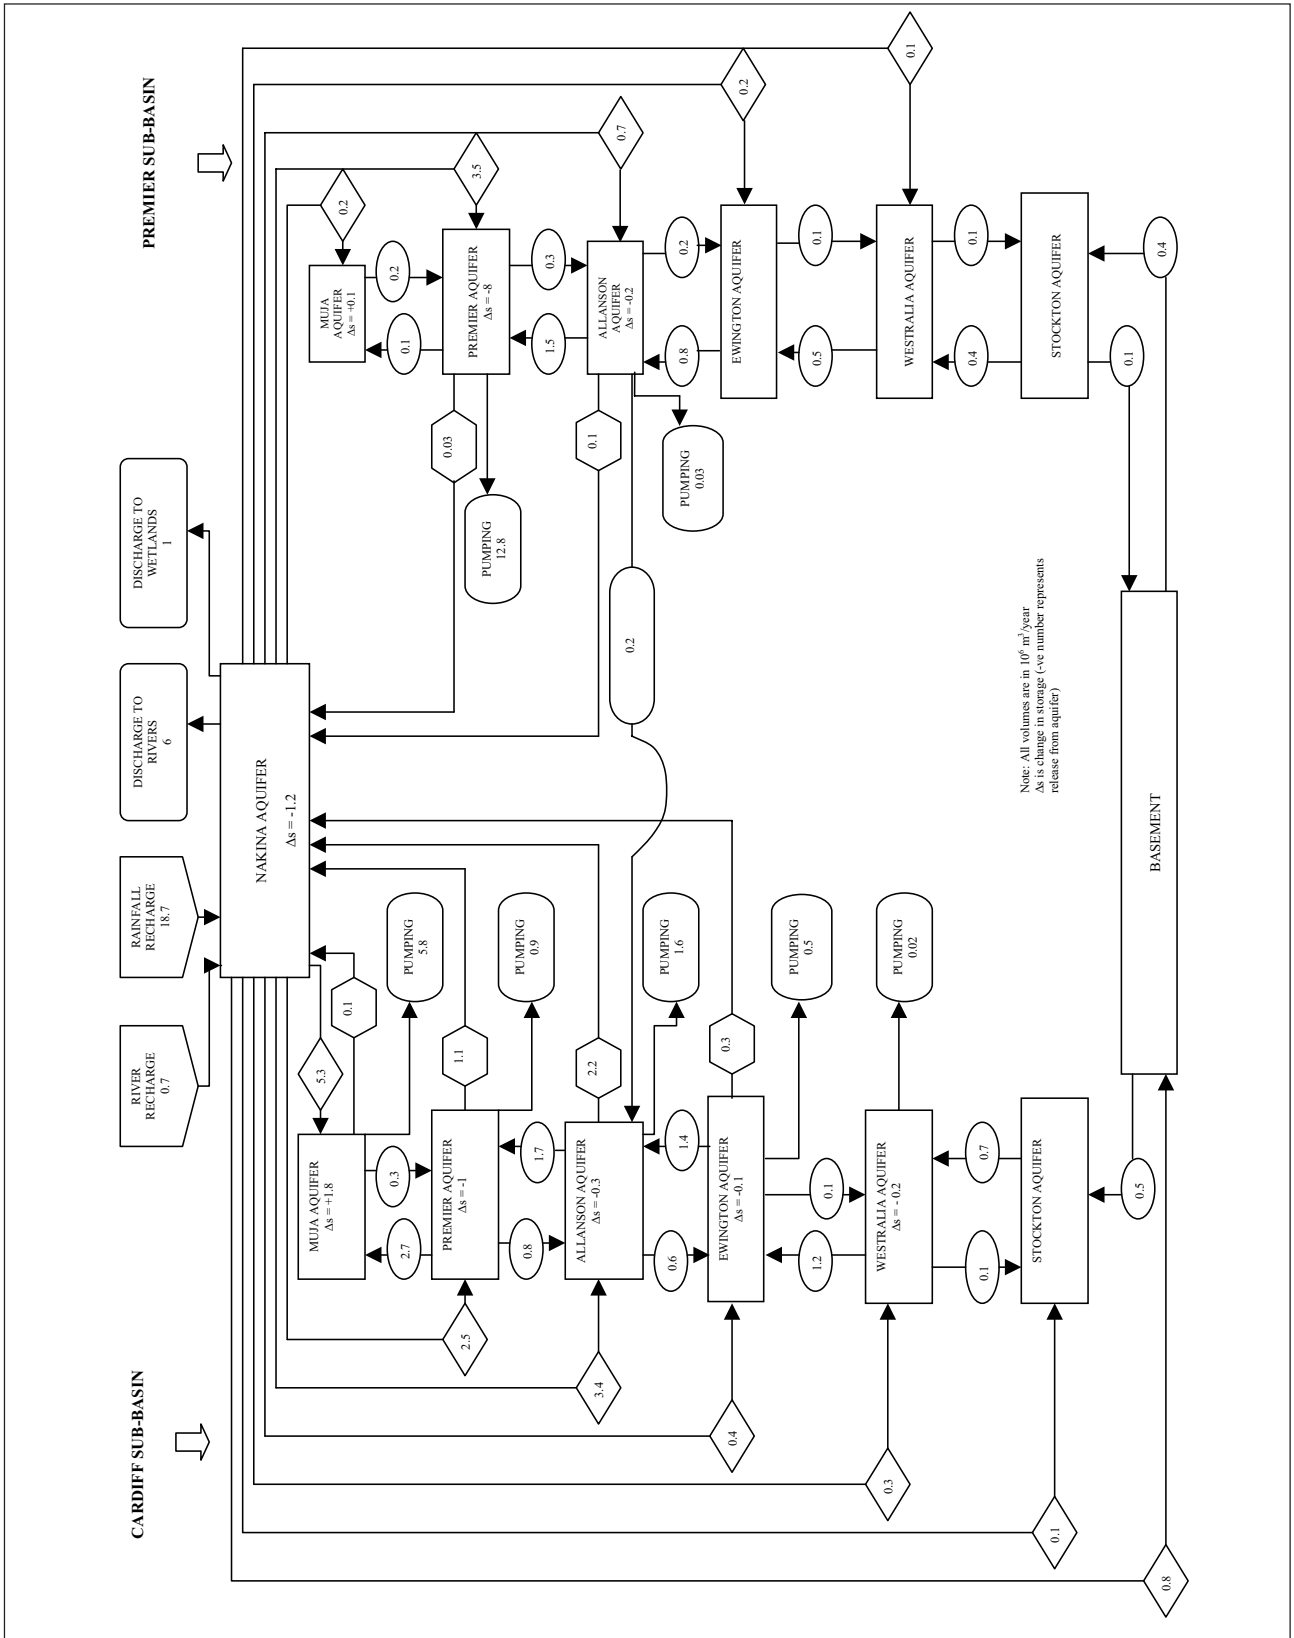 CARDIFF SUB-BASIN
PREMIER SUB-BASIN
RIVER
RECHARGE
0.7
RAINFALL
RECHARGE
18.7
DISCHARGE TO
RIVERS
6
DISCHARGE TO
WETLANDS
1
NAKINA AQUIFER
Δs = -1.2
5.3
0.1
MUJA AQUIFER
Δs = +1.8
PUMPING
5.8
2.7
0.3
2.5
PREMIER AQUIFER
Δs = -1
1.1
PUMPING
0.9
0.8
1.7
3.4
ALLANSON AQUIFER
Δs = -0.3
2.2
PUMPING
1.6
0.6
1.4
0.4
EWINGTON AQUIFER
Δs = -0.1
0.3
PUMPING
0.5
1.2
0.1
0.3
WESTRALIA AQUIFER
Δs = - 0.2
PUMPING
0.02
0.1
0.7
0.1
STOCKTON AQUIFER
0.5
0.8
BASEMENT
0.2
0.2
MUJA
AQUIFER
Δs = +0.1
0.1
0.2
3.5
PREMIER AQUIFER
Δs = -8
0.03
PUMPING
12.8
1.5
0.3
0.7
ALLANSON
AQUIFER
Δs = -0.2
0.1
PUMPING
0.03
0.8
0.2
0.2
EWINGTON AQUIFER
0.5
0.1
0.1
WESTRALIA AQUIFER
0.4
0.1
STOCKTON AQUIFER
0.1
0.4
Note: All volumes are in 10⁶ m³/year
Δs is change in storage (-ve number represents
release from aquifer)